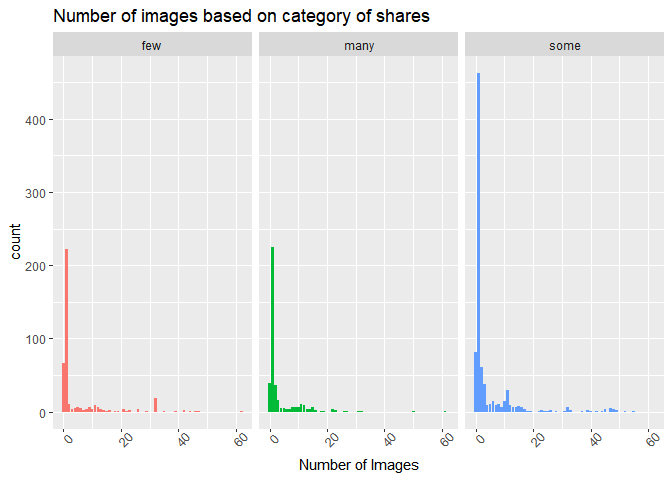 Number of images based on category of shares
few many some
400
300
200
100
0
count
0 20 40 60 0 20 40 60 0 20 40 60
Number of Images